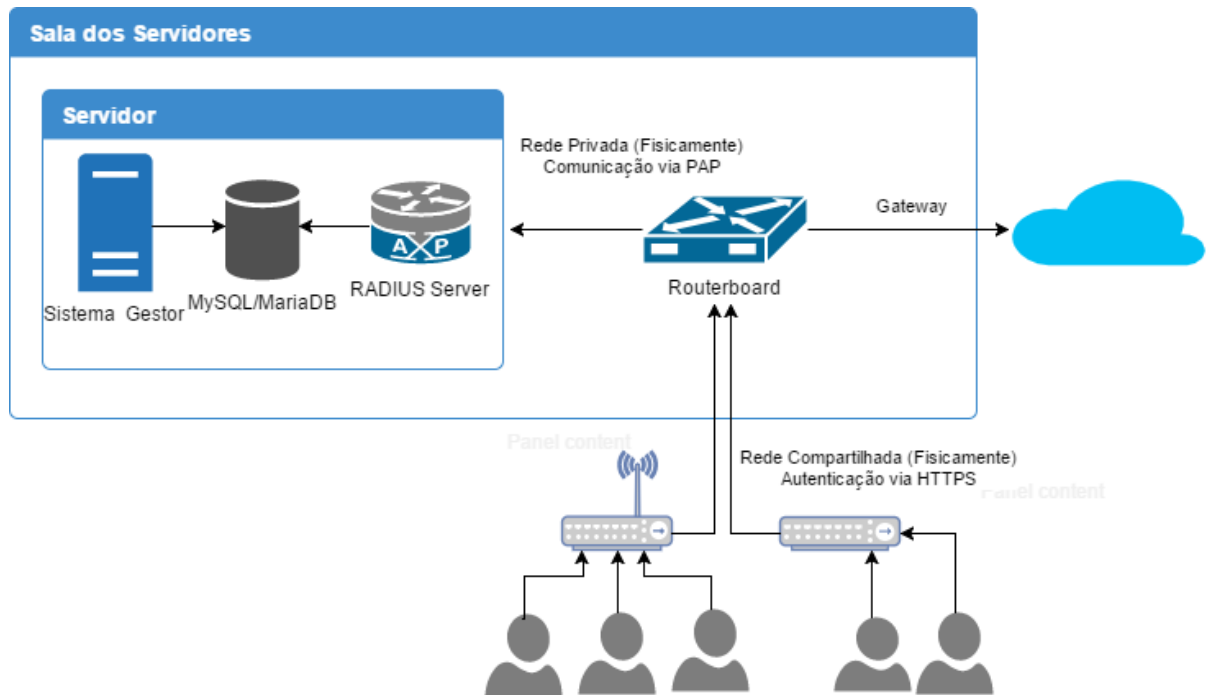 Sala dos Servidores
Servidor
Rede Privada (Fisicamente)
Comunicação via PAP
Gateway
A P
Sistema Gestor
MySQL/MariaDB
RADIUS Server
Routerboard
Panel content
Rede Compartilhada (Fisicamente)
Autenticação via HTTPS
Panel content